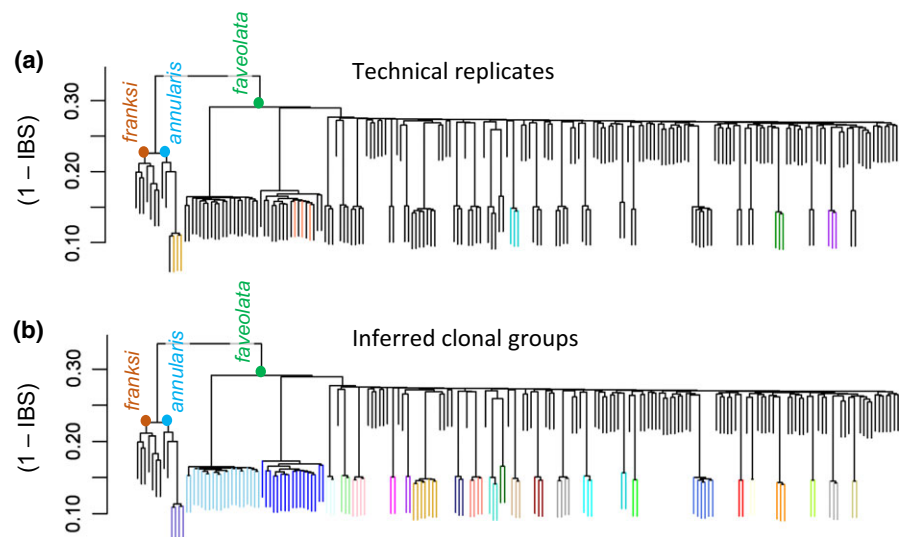 (a)
Technical replicates
franksi
annularis
faveolata
(1 – IBS)
0.30
0.20
0.10
(b)
Inferred clonal groups
franksi
annularis
faveolata
(1 – IBS)
0.30
0.20
0.10